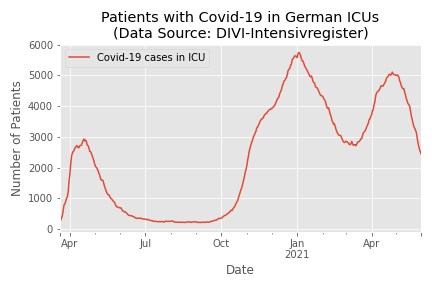 Patients with Covid-19 in German ICUs
(Data Source: DIVI-Intensivregister)
6000
5000
4000
3000
2000
1000
0
Number of Patients
Covid-19 cases in ICU
Apr
Jul
Oct
Jan
2021
Apr
Date